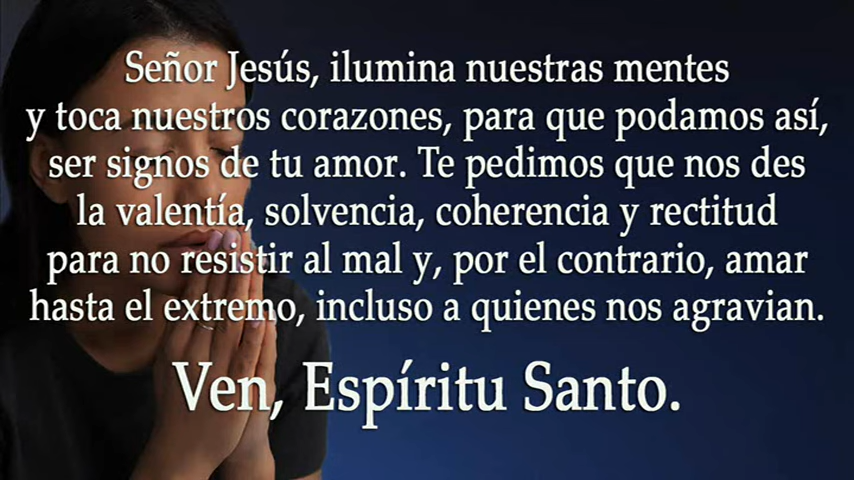 Señor Jesús, ilumina nuestras mentes
y toca nuestros corazones, para que podamos así,
ser signos de tu amor. Te pedimos que nos des
la valentía, solvencia, coherencia y rectitud
para no resistir al mal y, por el contrario, amar
hasta el extremo, incluso a quienes nos agravian.
Ven, Espíritu Santo.